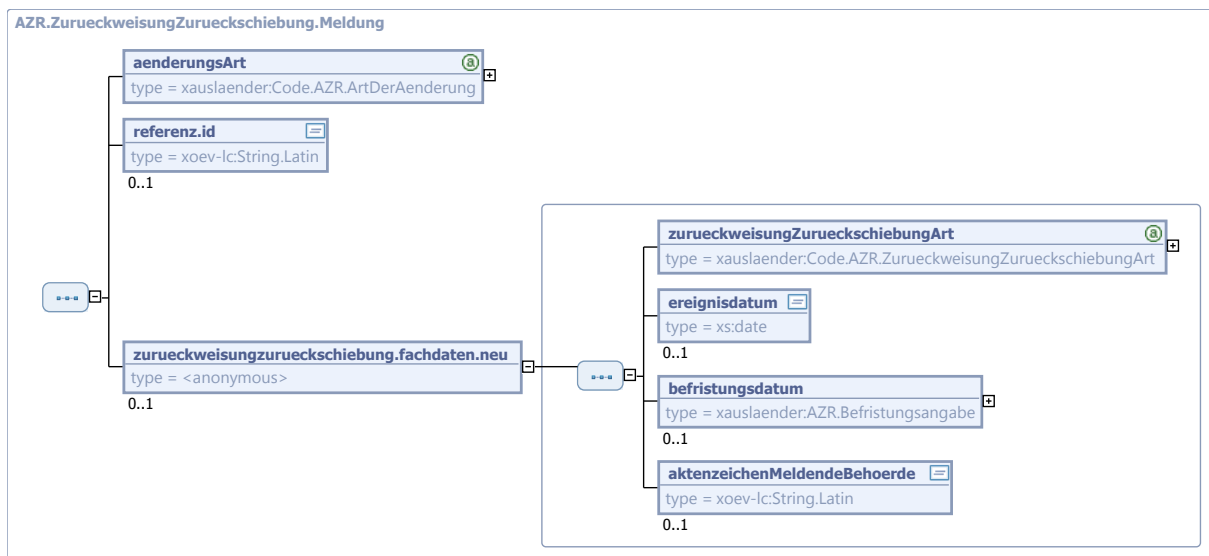 AZR.ZurueckweisungZurueckschiebung.Meldung
aenderungsArt
type = xauslaender:Code.AZR.ArtDerAenderung
referenz.id
type = xoev-lc:String.Latin
0..1
zurueckweisungzurueckschiebung.fachdaten.neu
type = <anonymous>
0..1
zurueckweisungZurueckschiebungArt
type = xauslaender:Code.AZR.ZurueckweisungZurueckschiebungArt
ereignisdatum
type = xs:date
0..1
befristungsdatum
type = xauslaender:AZR.Befristungsangabe
0..1
aktenzeichenMeldendeBehoerde
type = xoev-lc:String.Latin
0..1